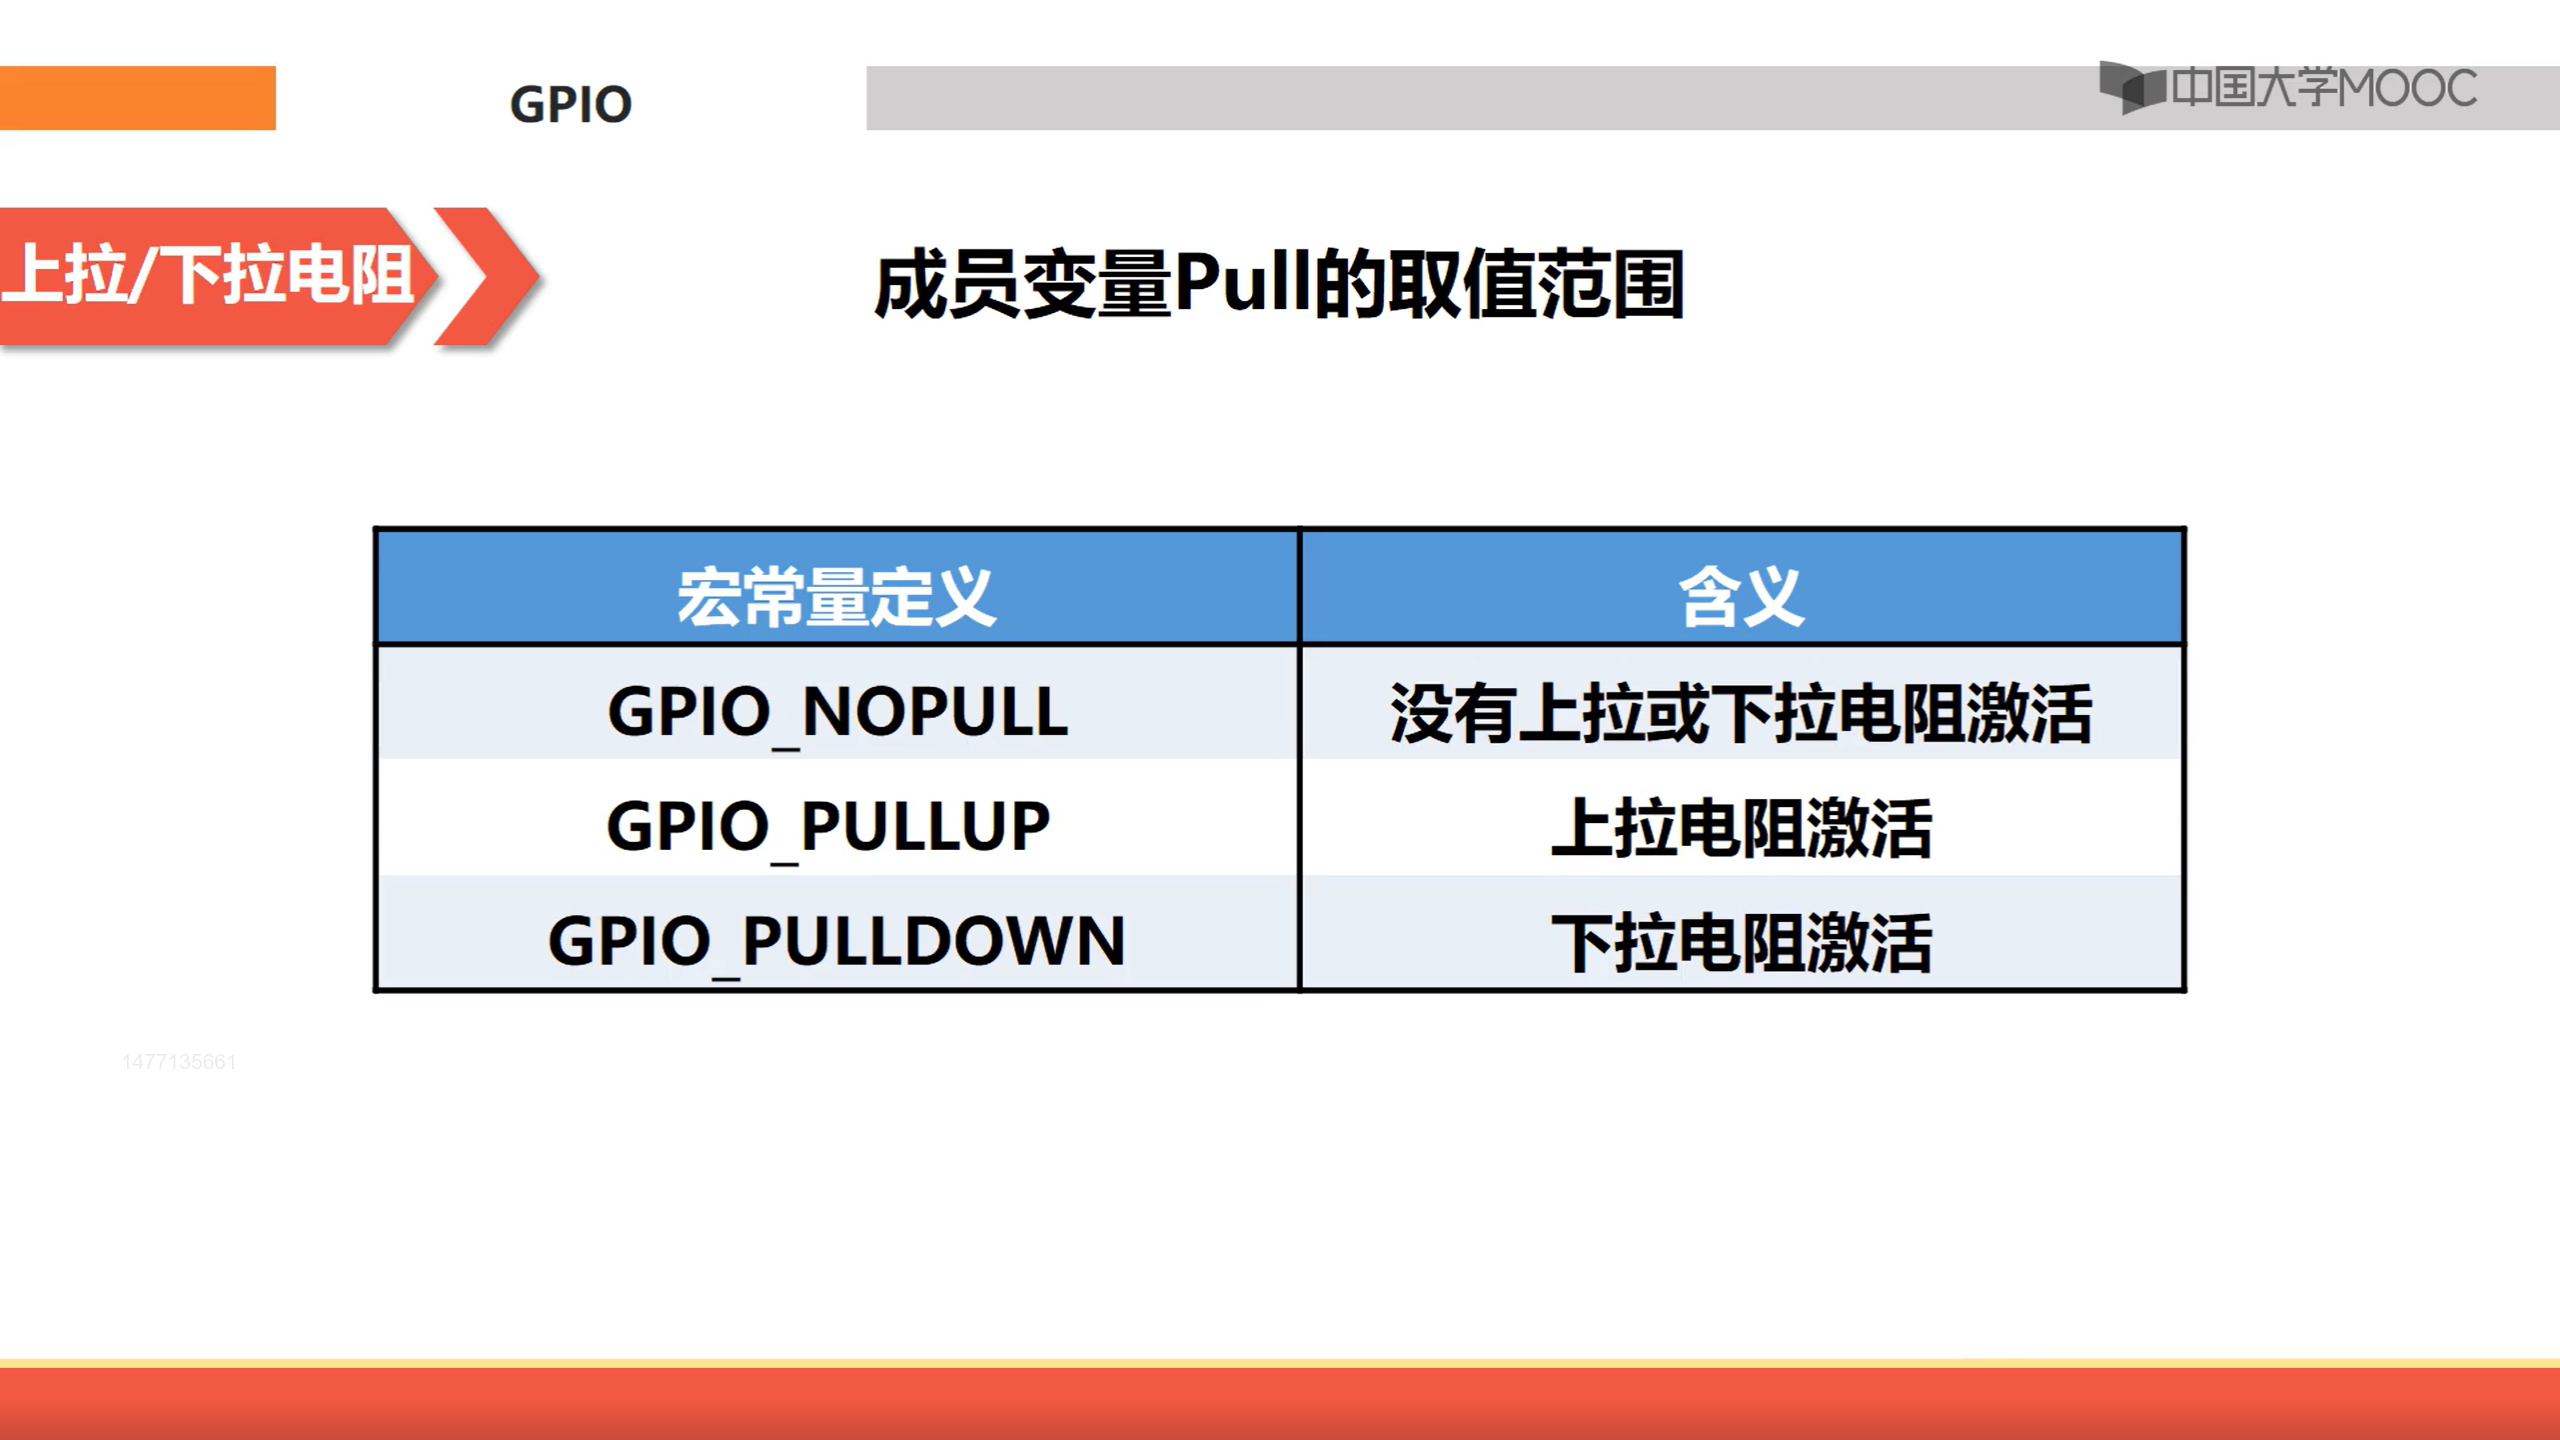 GPIO
中国大学MOOC
上拉/下拉电阻
成员变量Pull的取值范围
宏常量定义 含义
GPIO_NOPULL 没有上拉或下拉电阻激活
GPIO_PULLUP 上拉电阻激活
GPIO_PULLDOWN 下拉电阻激活
1477135661